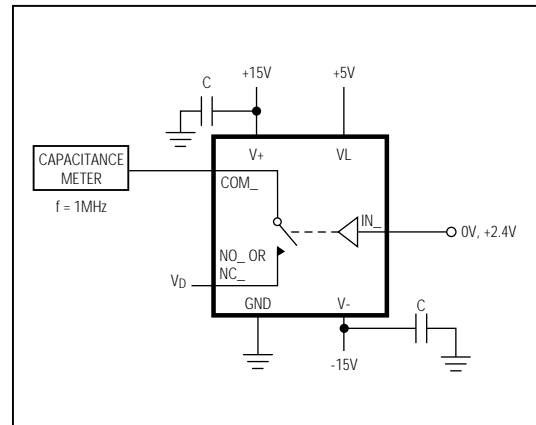 +15V
+5V
C
V+
VL
CAPACITANCE
METER
COM_
f = 1MHz
IN_
0V, +2.4V
NO_ OR
NC_
VD
GND
V-
C
-15V